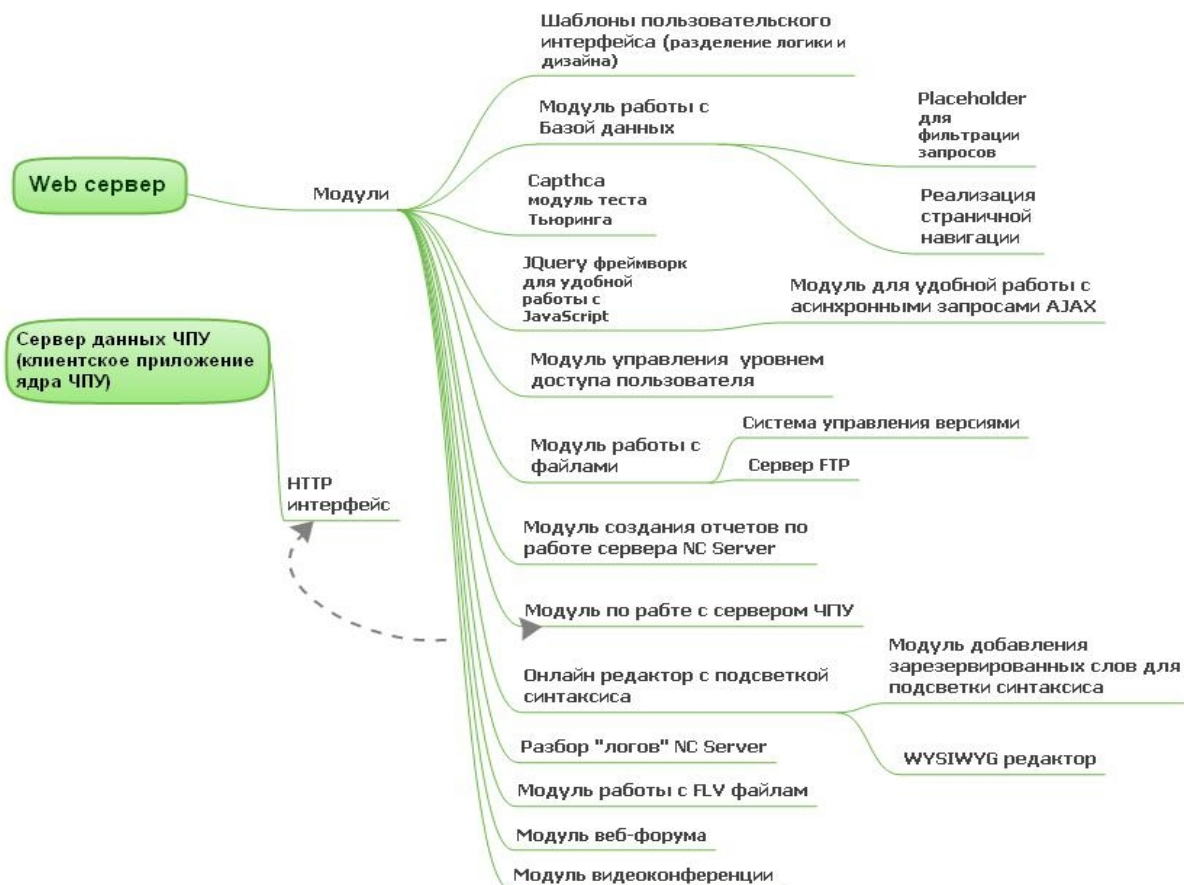 Шаблоны пользовательского
интерфейса (разделение логики и
дизайна)
Модуль работы с
Базой данных
Placeholder
для
фильтрации
запросов
Web сервер
Модули
Capthca
модуль теста
Тьюринга
Реализация
страничной
навигации
JQuery фреймворк
для удобной
работы с
JavaScript
Модуль для удобной работы с
асинхронными запросами AJAX
Сервер данных ЧПУ
(клиентское приложение
ядра ЧПУ)
Модуль управления уровнем
доступа пользователя
Модуль работы с
файлами
Система управления версиями
Сервер FTP
HTTP
интерфейс
Модуль создания отчетов по
работе сервера NC Server
Модуль по рабте с сервером ЧПУ
Онлайн редактор с подсветкой
синтаксиса
Модуль добавления
зарезервированных слов для
подсветки синтаксиса
WYSIWYG редактор
Разбор "логов" NC Server
Модуль работы с FLV файлам
Модуль веб-форума
Модуль видеоконференции